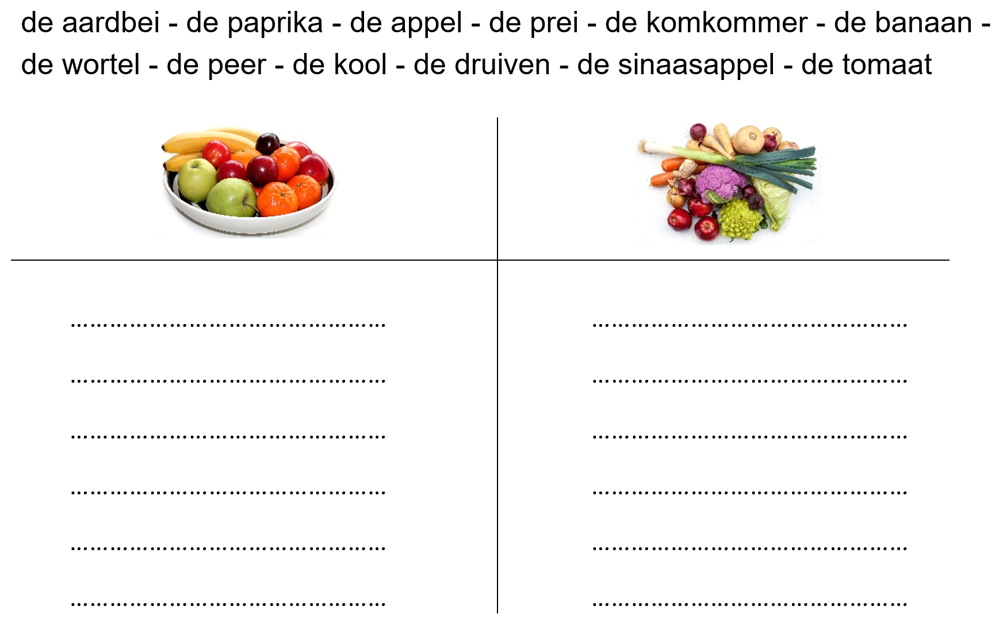 de aardbei - de paprika - de appel - de prei - de komkommer - de banaan -
de wortel - de peer - de kool - de druiven - de sinaasappel - de tomaat